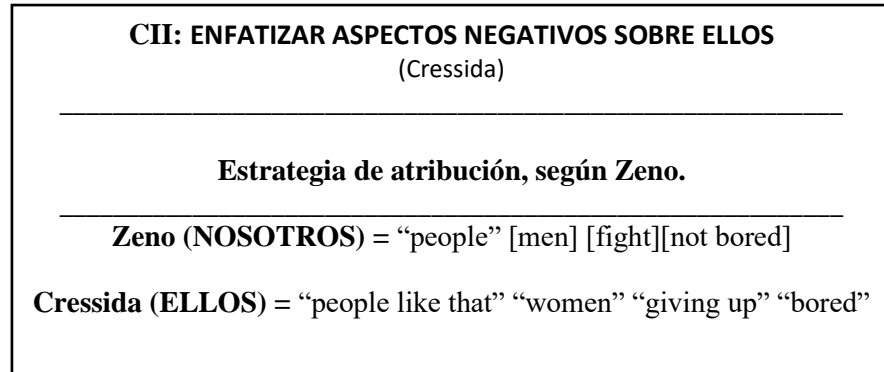 CII: ENFATIZAR ASPECTOS NEGATIVOS SOBRE ELLOS
(Cressida)
Estrategia de atribución, según Zeno.
Zeno (NOSOTROS) = “people” [men] [fight][not bored]
Cressida (ELLOS) = “people like that” “women” “giving up” “bored”